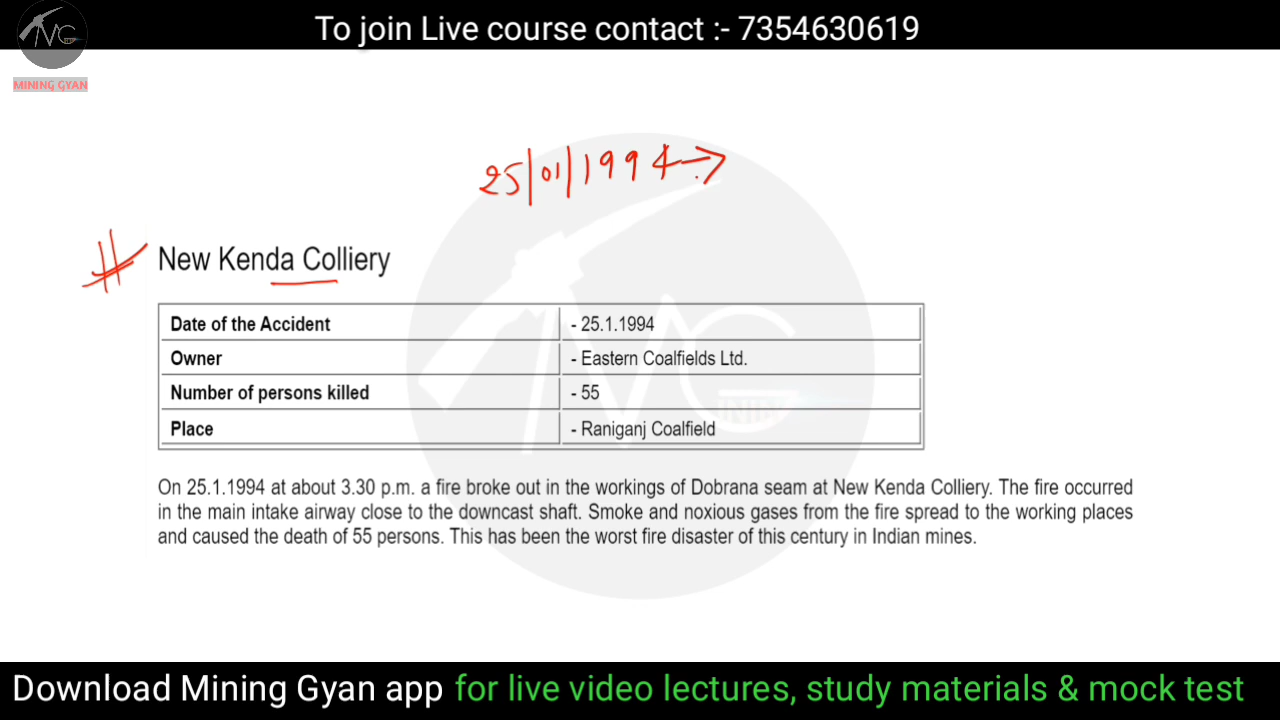 To join Live course contact :- 7354630619
MINING GYAN
25/01/1994→
New Kenda Colliery
Date of the Accident - 25.1.1994
Owner - Eastern Coalfields Ltd.
Number of persons killed - 55
Place - Raniganj Coalfield
On 25.1.1994 at about 3.30 p.m. a fire broke out in the workings of Dobrana seam at New Kenda Colliery. The fire occurred
in the main intake airway close to the downcast shaft. Smoke and noxious gases from the fire spread to the working places
and caused the death of 55 persons. This has been the worst fire disaster of this century in Indian mines.
Download Mining Gyan app for live video lectures, study materials & mock test